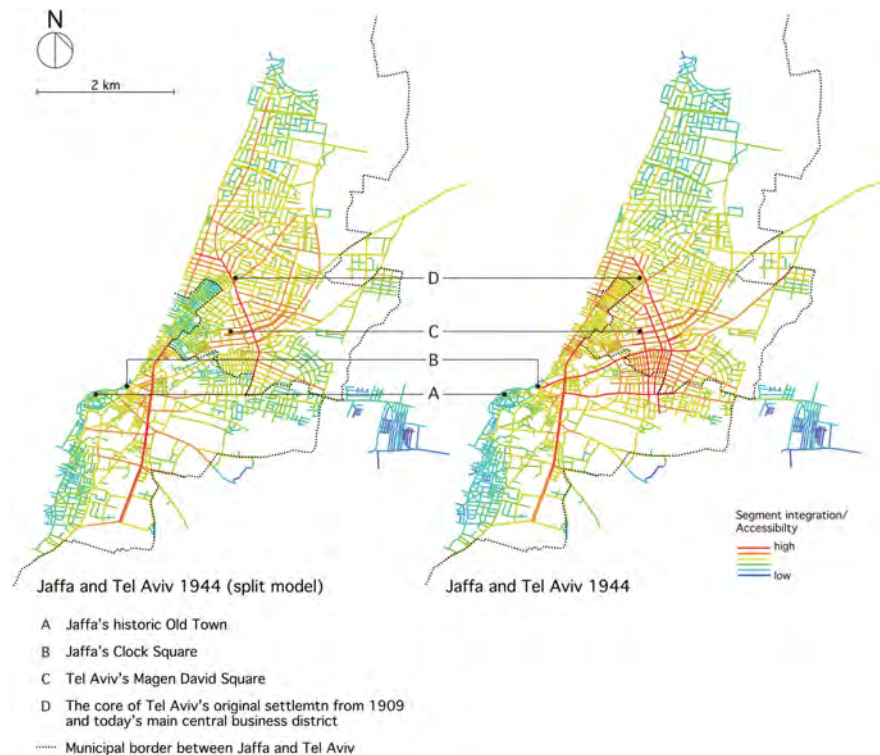 N
2 km
D
C
B
A
Segment integration/
Accessibilty
high
low
Jaffa and Tel Aviv 1944 (split model)
Jaffa and Tel Aviv 1944
A Jaffa's historic Old Town
B Jaffa's Clock Square
C Tel Aviv's Magen David Square
D The core of Tel Aviv's original settlemtn from 1909
and today's main central business district
Municipal border between Jaffa and Tel Aviv